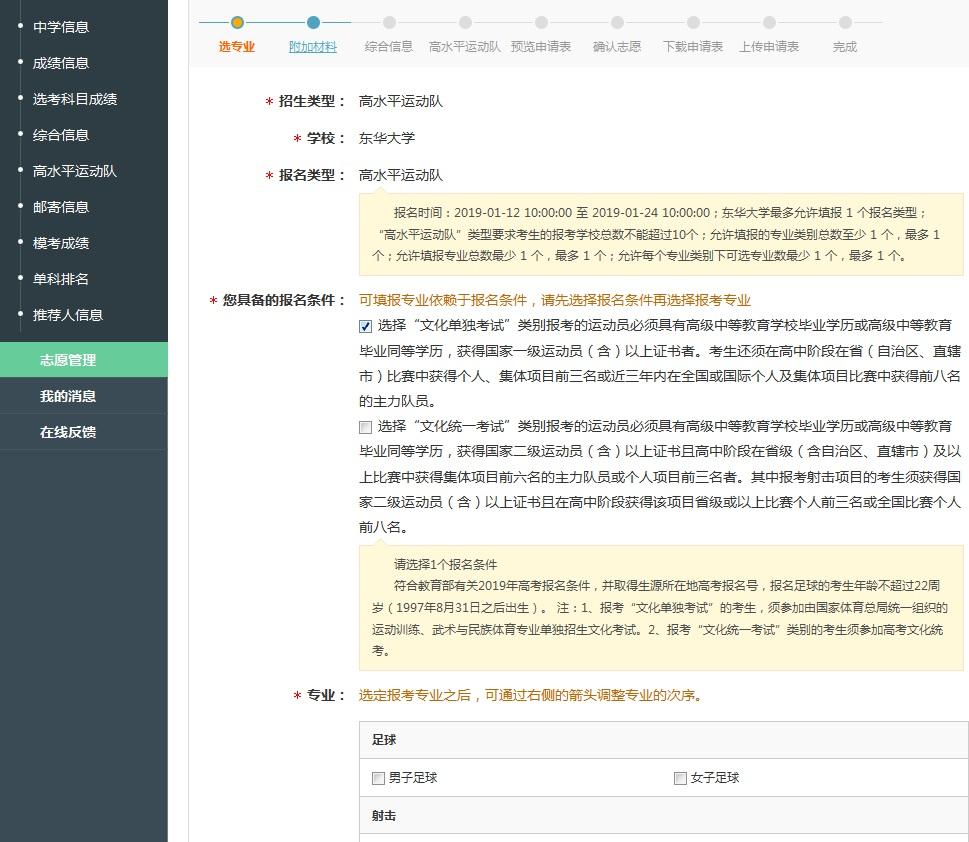 中学信息
成绩信息
选考科目成绩
综合信息
高水平运动队
邮寄信息
模考成绩
单科排名
推荐人信息
志愿管理
我的消息
在线反馈
选专业 附加材料 综合信息 高水平运动队 预览申请表 确认志愿 下载申请表 上传申请表 完成
* 招生类型： 高水平运动队
* 学校： 东华大学
* 报名类型： 高水平运动队
报名时间：2019-01-12 10:00:00 至 2019-01-24 10:00:00；东华大学最多允许填报 1 个报名类型；
“高水平运动队”类型要求考生的报考学校总数不能超过10个；允许填报的专业类别总数至少 1 个，最多 1
个；允许填报专业总数最少 1 个，最多 1 个；允许每个专业类别下可选专业数最少 1 个，最多 1 个。
* 您具备的报名条件： 可填报专业依赖于报名条件，请先选择报名条件再选择报考专业
选择“文化单独考试”类别报考的运动员必须具有高级中等教育学校毕业学历或高级中等教育
毕业同等学历，获得国家一级运动员（含）以上证书者。考生还须在高中阶段在省（自治区、直辖
市）比赛中获得个人、集体项目前三名或近三年内在全国或国际个人及集体项目比赛中获得前八名
的主力队员。
选择“文化统一考试”类别报考的运动员必须具有高级中等教育学校毕业学历或高级中等教育
毕业同等学历，获得国家二级运动员（含）以上证书且高中阶段在省级（含自治区、直辖市）及以
上比赛中获得集体项目前六名的主力队员或个人项目前三名者。其中报考射击项目的考生须获得国
家二级运动员（含）以上证书且在高中阶段获得该项目省级或以上比赛个人前三名或全国比赛个人
前八名。
请选择1个报名条件
符合教育部有关2019年高考报名条件，并取得生源所在地高考报名号，报名足球的考生年龄不超过22周
岁（1997年8月31日之后出生）。 注：1、报考“文化单独考试”的考生，须参加由国家体育总局统一组织的
运动训练、武术与民族体育专业单独招生文化考试。2、报考“文化统一考试”类别的考生须参加高考文化统
考。
* 专业： 选定报考专业之后，可通过右侧的箭头调整专业的次序。
足球
男子足球 女子足球
射击